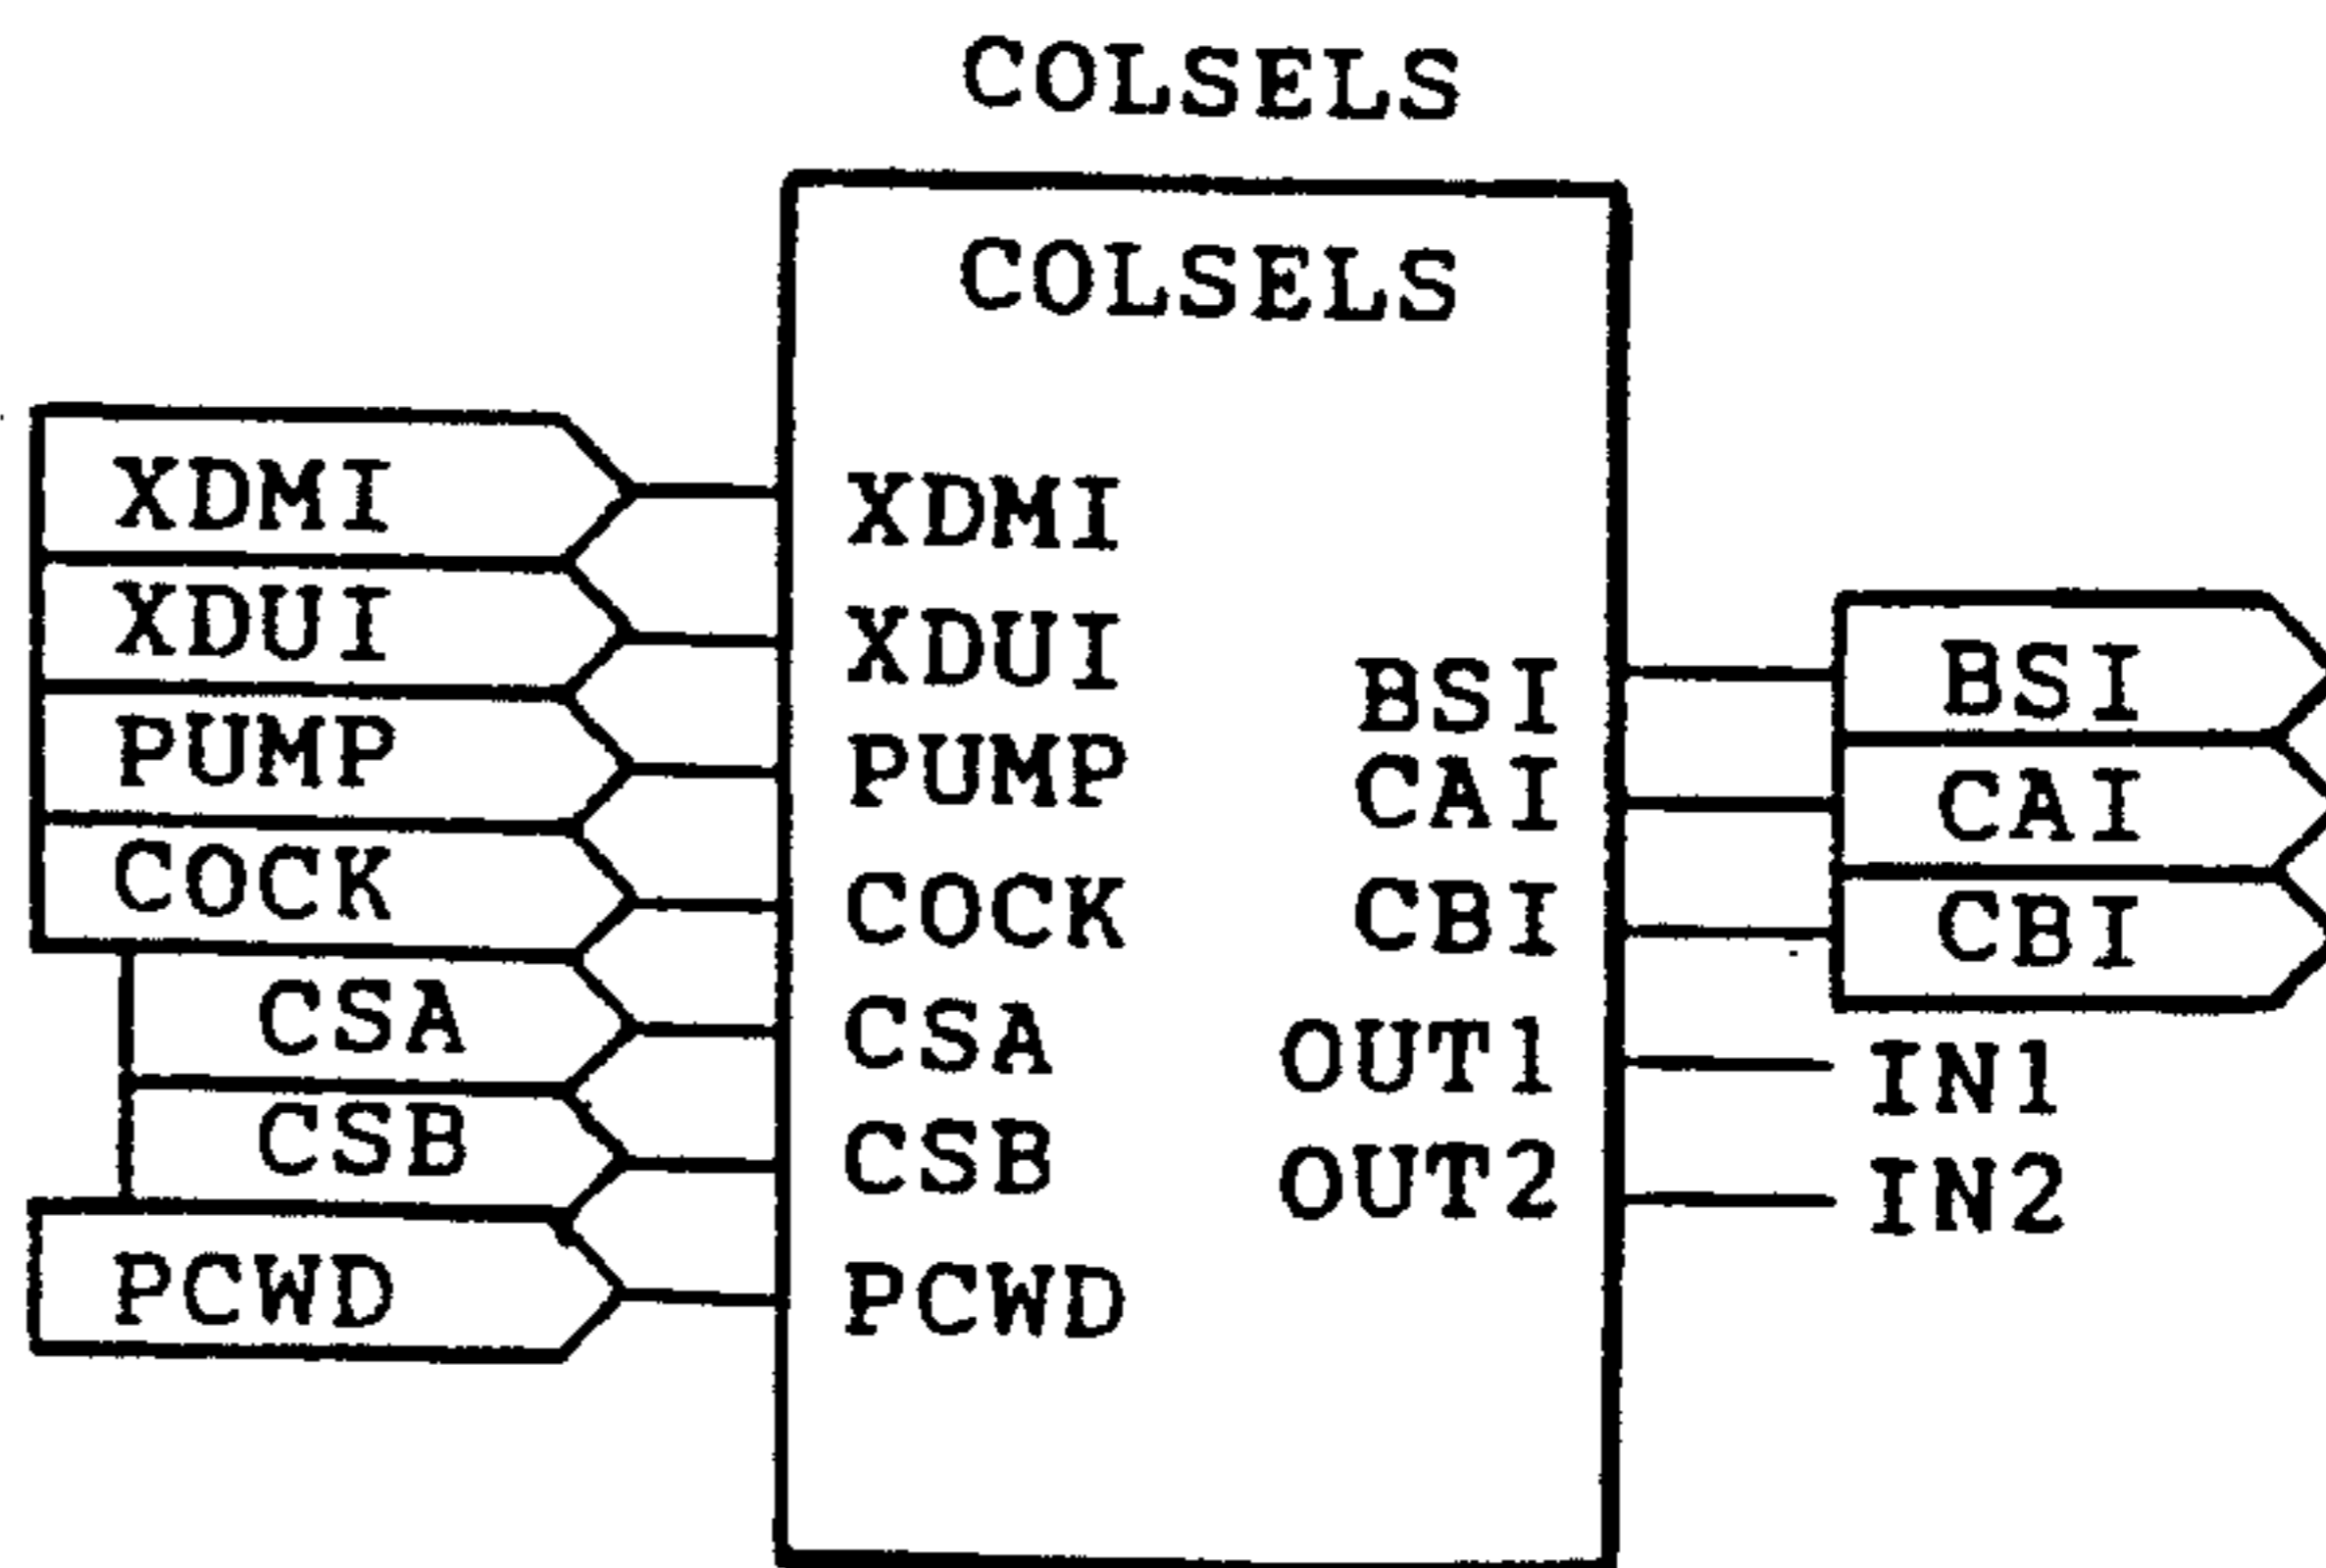 COLSELS
COLSELS
XDMI XDMI
XDUI XDUI
BSI BSI
PUMP PUMP
CAI CAI
COCK COCK
CBI CBI
CSA CSA
OUT1 IN1
CSB CSB
OUT2 IN2
PCWD PCWD